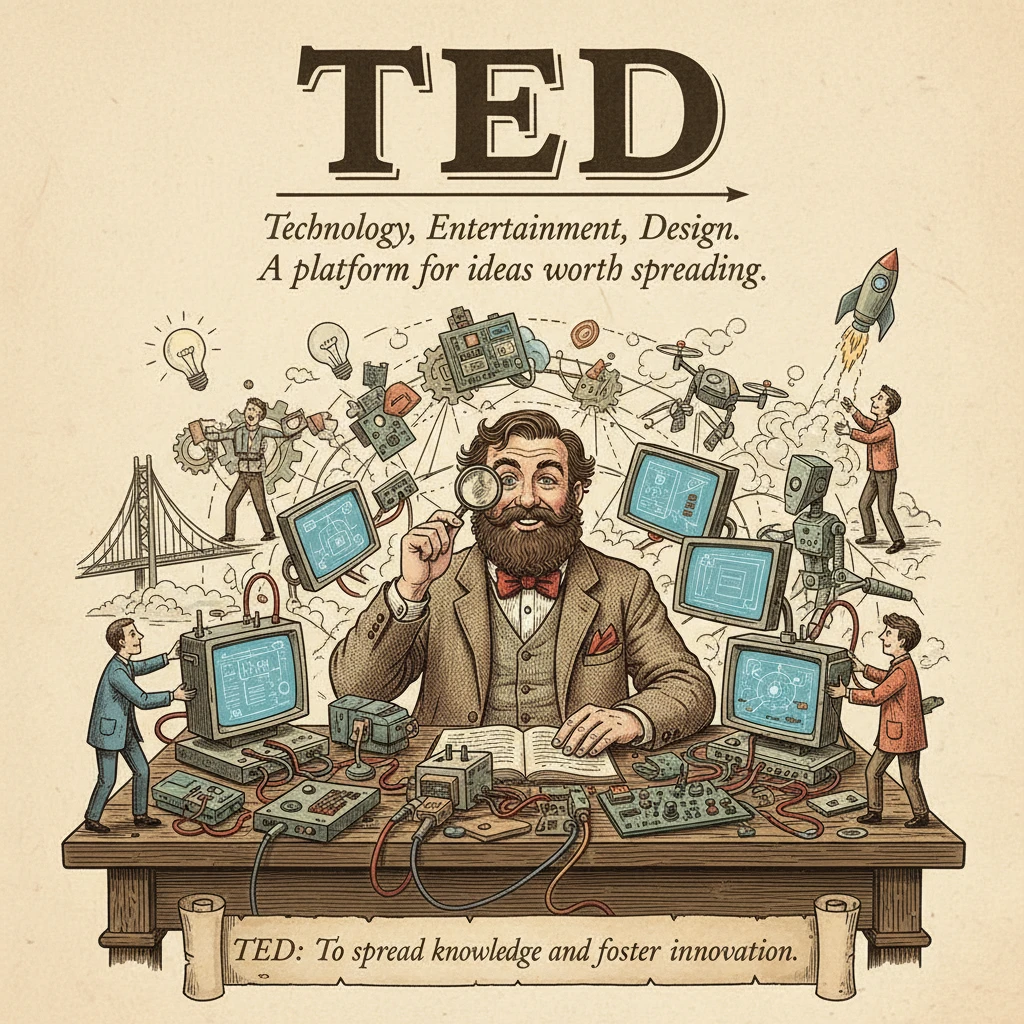 TED
Technology, Entertainment, Design.
A platform for ideas worth spreading.
TED: To spread knowledge and foster innovation.